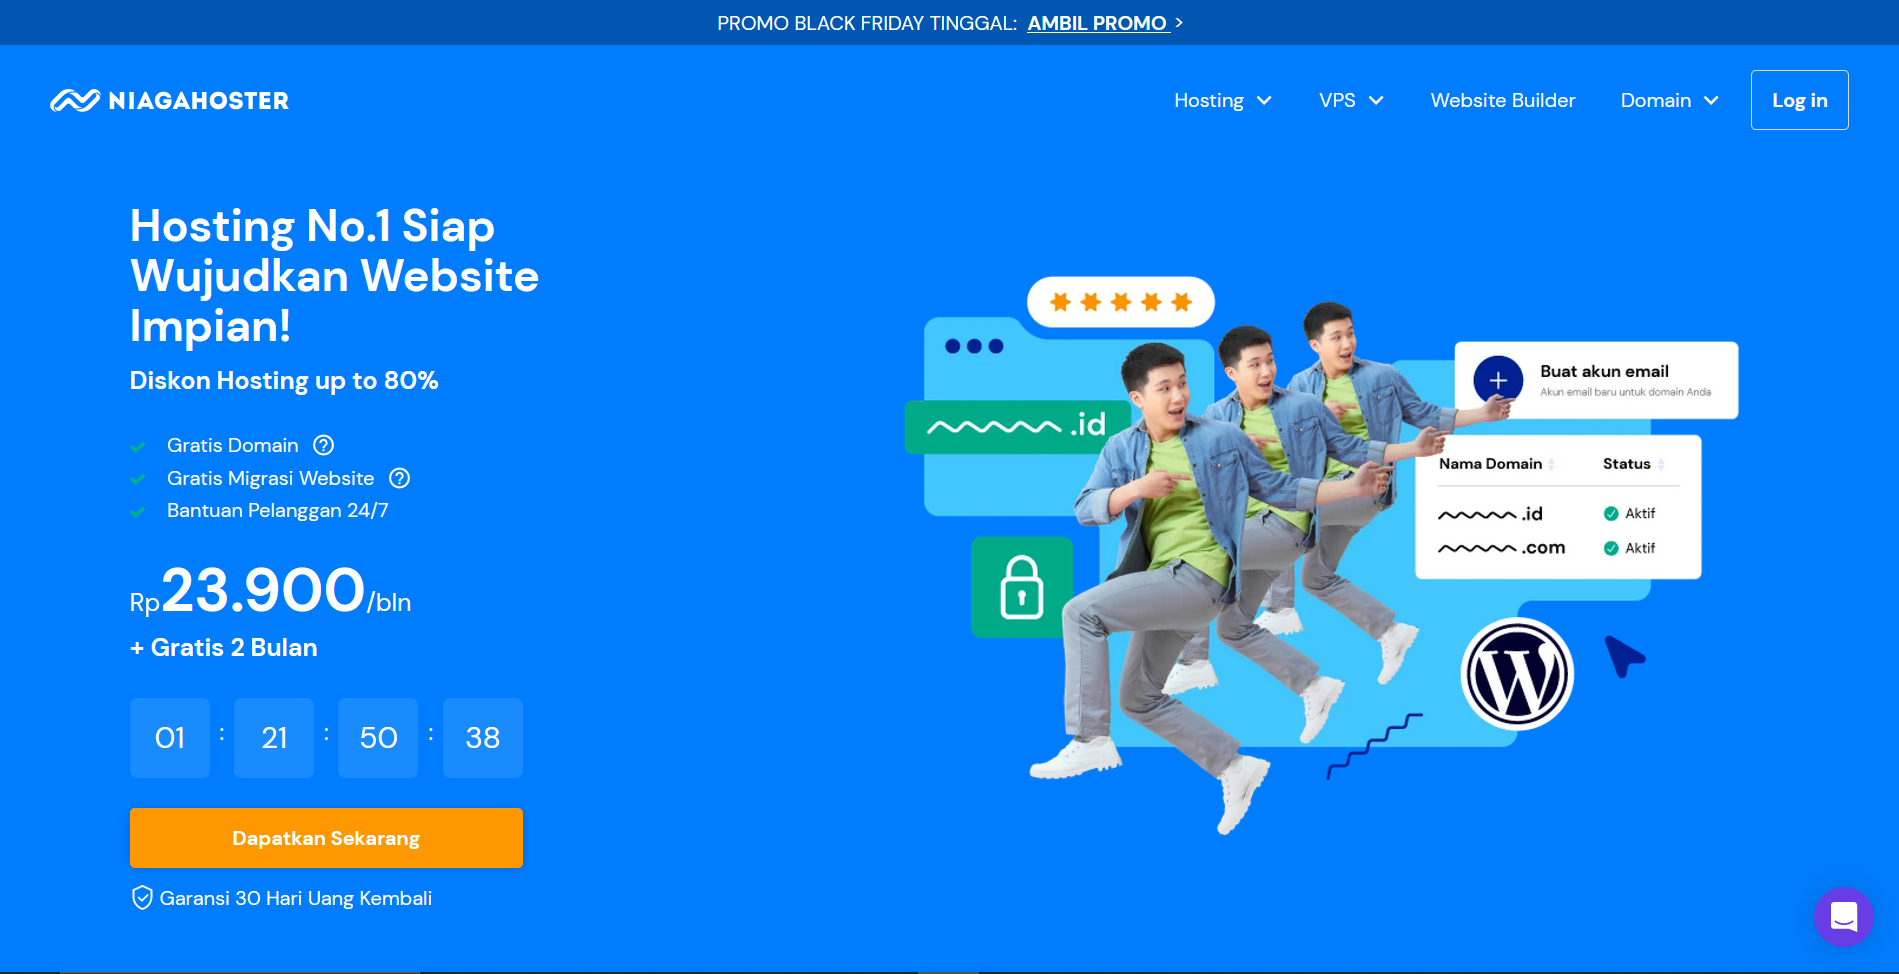 PROMO BLACK FRIDAY TINGGAL: AMBIL PROMO >
NIAGAHOSTER
Hosting
VPS
Website Builder
Domain
Log in
Hosting No.1 Siap
Wujudkan Website
Impian!
Diskon Hosting up to 80%
Gratis Domain
Gratis Migrasi Website
Bantuan Pelanggan 24/7
Rp23.900/bln
+ Gratis 2 Bulan
01 : 21 : 50 : 38
Dapatkan Sekarang
Garansi 30 Hari Uang Kembali
.id
Buat akun email
Akun email baru untuk domain Anda
Nama Domain Status
.id Aktif
.com Aktif
W